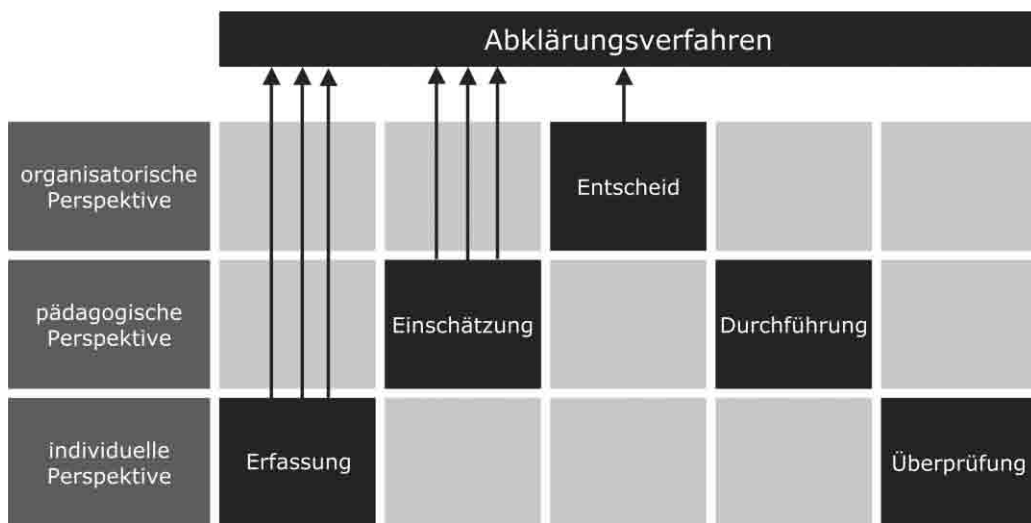 Abklärungsverfahren
organisatorische
Perspektive
Entscheid
pädagogische
Perspektive
Einschätzung
Durchführung
individuelle
Perspektive
Erfassung
Überprüfung